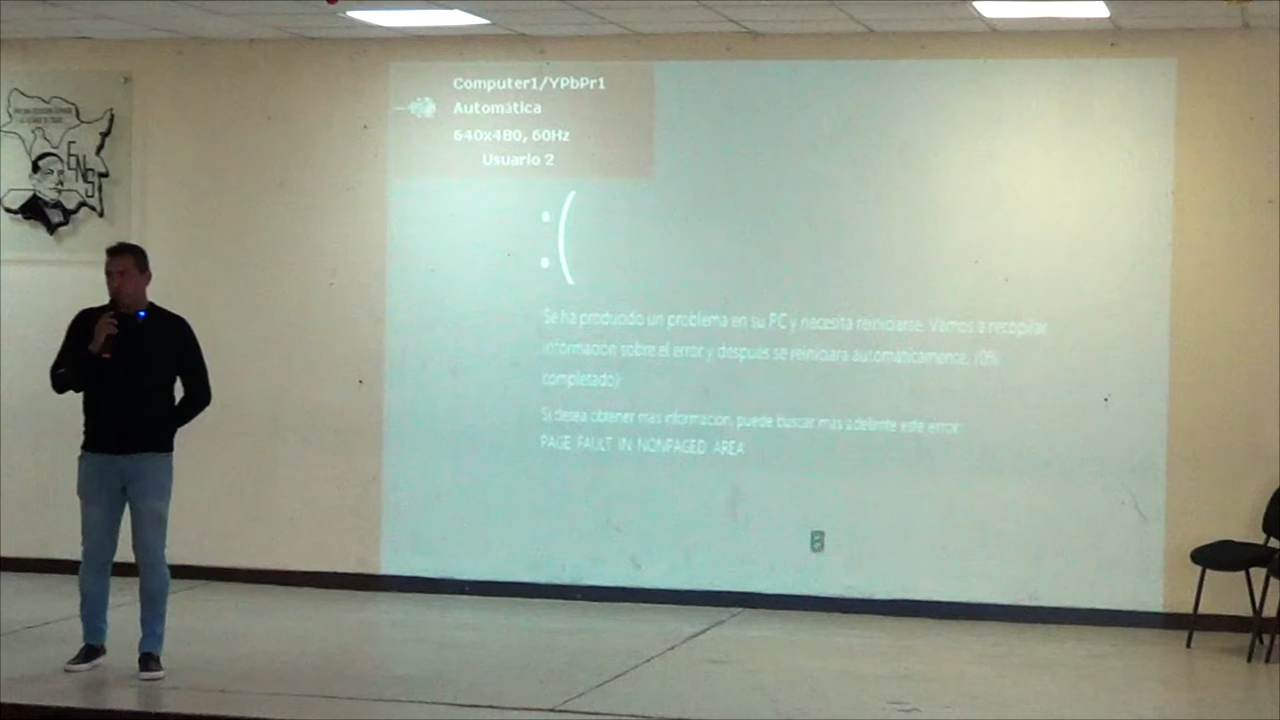 ENST
Computer1/YPbPr1
Automática
640x480, 60Hz
Usuario 2
:(
Se ha producido un problema en su PC y necesita reiniciarse. Vamos a recopilar
información sobre el error y después se reiniciará automáticamente. (0%
completado)
Si desea obtener más información, puede buscar más adelante este error:
PAGE FAULT IN NONPAGED AREA